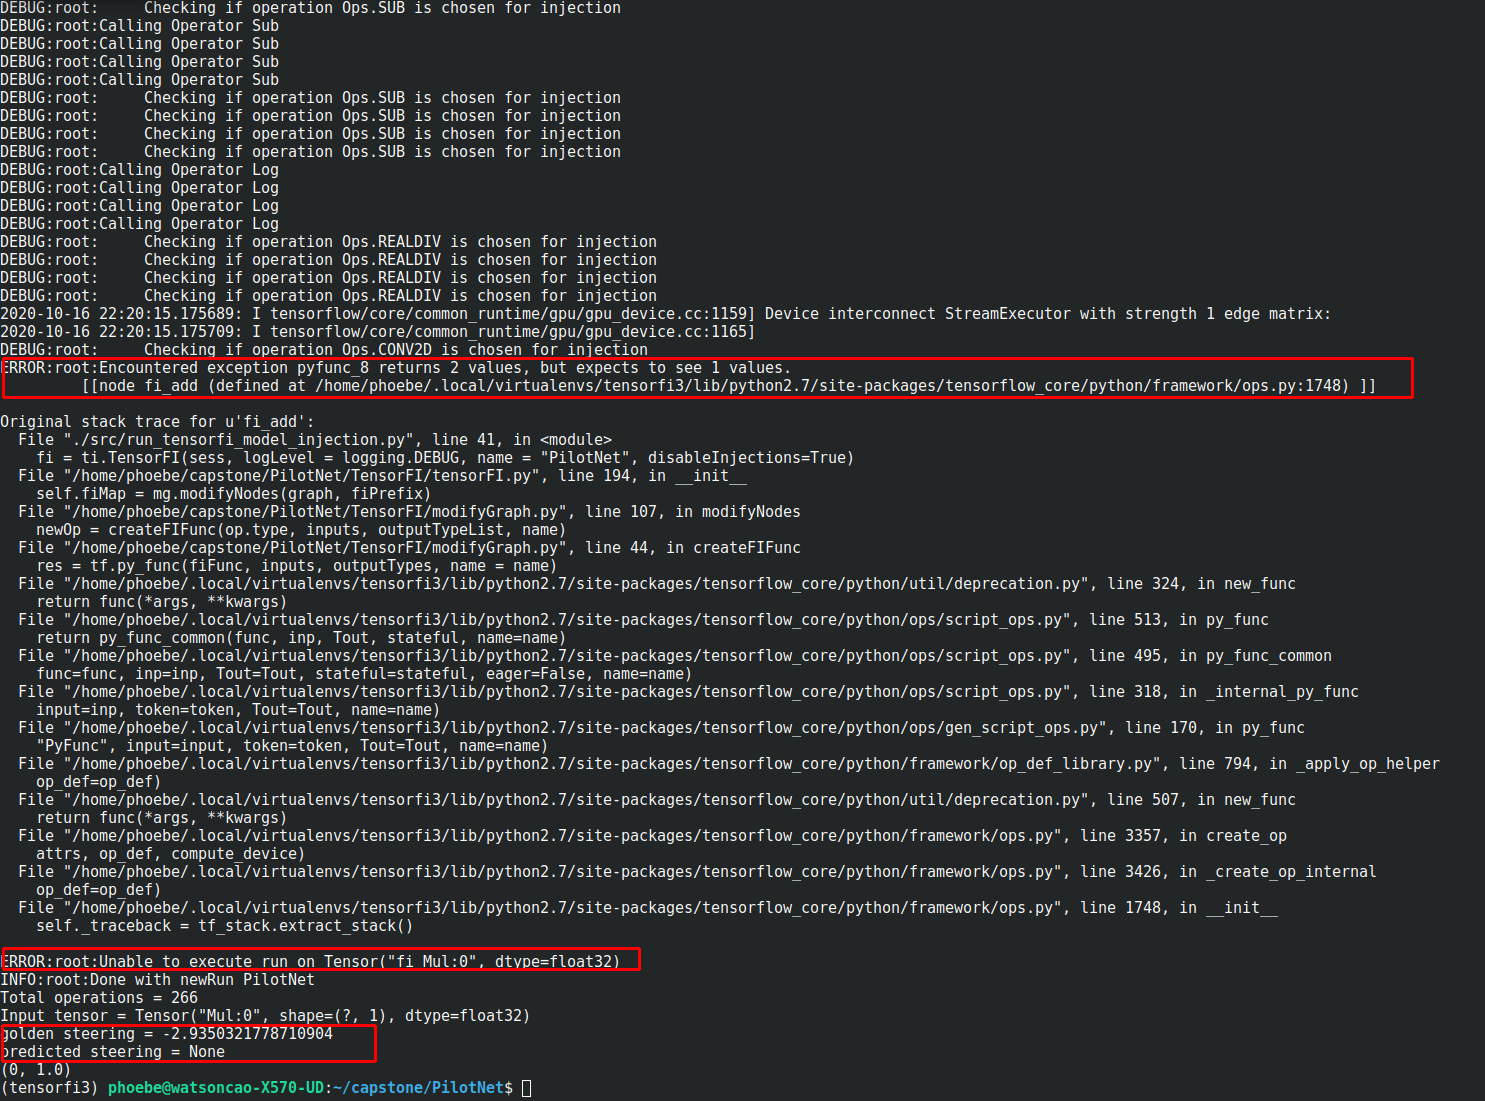 DEBUG:root:     Checking if operation Ops.SUB is chosen for injection
DEBUG:root:Calling Operator Sub
DEBUG:root:Calling Operator Sub
DEBUG:root:Calling Operator Sub
DEBUG:root:Calling Operator Sub
DEBUG:root:     Checking if operation Ops.SUB is chosen for injection
DEBUG:root:     Checking if operation Ops.SUB is chosen for injection
DEBUG:root:     Checking if operation Ops.SUB is chosen for injection
DEBUG:root:     Checking if operation Ops.SUB is chosen for injection
DEBUG:root:Calling Operator Log
DEBUG:root:Calling Operator Log
DEBUG:root:Calling Operator Log
DEBUG:root:Calling Operator Log
DEBUG:root:     Checking if operation Ops.REALDIV is chosen for injection
DEBUG:root:     Checking if operation Ops.REALDIV is chosen for injection
DEBUG:root:     Checking if operation Ops.REALDIV is chosen for injection
DEBUG:root:     Checking if operation Ops.REALDIV is chosen for injection
2020-10-16 22:20:15.175689: I tensorflow/core/common_runtime/gpu/gpu_device.cc:1159] Device interconnect StreamExecutor with strength 1 edge matrix:
2020-10-16 22:20:15.175709: I tensorflow/core/common_runtime/gpu/gpu_device.cc:1165]
DEBUG:root:     Checking if operation Ops.CONV2D is chosen for injection
ERROR:root:Encountered exception pyfunc_8 returns 2 values, but expects to see 1 values.
         [[node fi_add (defined at /home/phoebe/.local/virtualenvs/tensorfi3/lib/python2.7/site-packages/tensorflow_core/python/framework/ops.py:1748) ]]

Original stack trace for u'fi_add':
  File "./src/run_tensorfi_model_injection.py", line 41, in <module>
    fi = ti.TensorFI(sess, logLevel = logging.DEBUG, name = "PilotNet", disableInjections=True)
  File "/home/phoebe/capstone/PilotNet/TensorFI/tensorFI.py", line 194, in __init__
    self.fiMap = mg.modifyNodes(graph, fiPrefix)
  File "/home/phoebe/capstone/PilotNet/TensorFI/modifyGraph.py", line 107, in modifyNodes
    newOp = createFIFunc(op.type, inputs, outputTypeList, name)
  File "/home/phoebe/capstone/PilotNet/TensorFI/modifyGraph.py", line 44, in createFIFunc
    res = tf.py_func(fiFunc, inputs, outputTypes, name = name)
  File "/home/phoebe/.local/virtualenvs/tensorfi3/lib/python2.7/site-packages/tensorflow_core/python/util/deprecation.py", line 324, in new_func
    return func(*args, **kwargs)
  File "/home/phoebe/.local/virtualenvs/tensorfi3/lib/python2.7/site-packages/tensorflow_core/python/ops/script_ops.py", line 513, in py_func
    return py_func_common(func, inp, Tout, stateful, name=name)
  File "/home/phoebe/.local/virtualenvs/tensorfi3/lib/python2.7/site-packages/tensorflow_core/python/ops/script_ops.py", line 495, in py_func_common
    func=func, inp=inp, Tout=Tout, stateful=stateful, eager=False, name=name)
  File "/home/phoebe/.local/virtualenvs/tensorfi3/lib/python2.7/site-packages/tensorflow_core/python/ops/script_ops.py", line 318, in _internal_py_func
    input=inp, token=token, Tout=Tout, name=name)
  File "/home/phoebe/.local/virtualenvs/tensorfi3/lib/python2.7/site-packages/tensorflow_core/python/ops/gen_script_ops.py", line 170, in py_func
    "PyFunc", input=input, token=token, Tout=Tout, name=name)
  File "/home/phoebe/.local/virtualenvs/tensorfi3/lib/python2.7/site-packages/tensorflow_core/python/framework/op_def_library.py", line 794, in _apply_op_helper
    op_def=op_def)
  File "/home/phoebe/.local/virtualenvs/tensorfi3/lib/python2.7/site-packages/tensorflow_core/python/util/deprecation.py", line 507, in new_func
    return func(*args, **kwargs)
  File "/home/phoebe/.local/virtualenvs/tensorfi3/lib/python2.7/site-packages/tensorflow_core/python/framework/ops.py", line 3357, in create_op
    attrs, op_def, compute_device)
  File "/home/phoebe/.local/virtualenvs/tensorfi3/lib/python2.7/site-packages/tensorflow_core/python/framework/ops.py", line 3426, in _create_op_internal
    op_def=op_def)
  File "/home/phoebe/.local/virtualenvs/tensorfi3/lib/python2.7/site-packages/tensorflow_core/python/framework/ops.py", line 1748, in __init__
    self._traceback = tf_stack.extract_stack()

ERROR:root:Unable to execute run on Tensor("fi_Mul:0", dtype=float32)
INFO:root:Done with newRun PilotNet
Total operations = 266
Input tensor = Tensor("Mul:0", shape=(?, 1), dtype=float32)
golden steering = -2.9350321778710904
predicted steering = None
(0, 1.0)
(tensorfi3) phoebe@watsoncao-X570-UD:~/capstone/PilotNet$